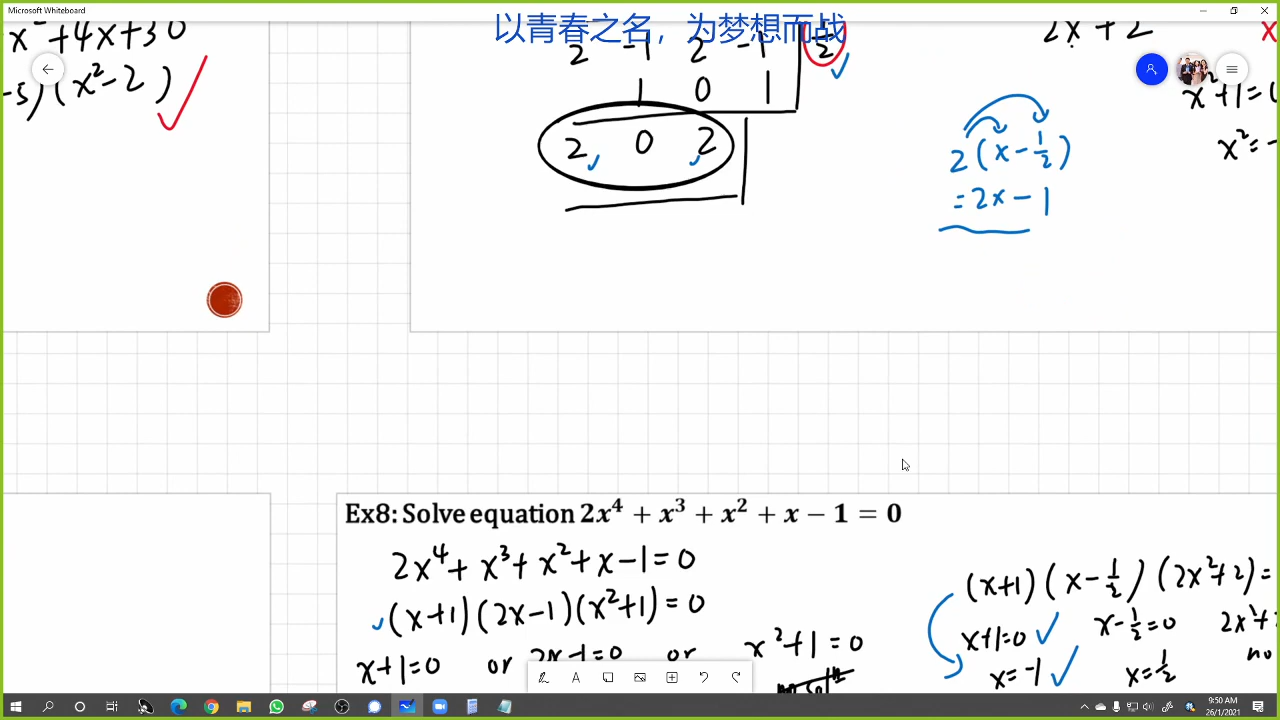 Microsoft Whiteboard
以青春之名，为梦想而战
x² +4x+30
-5) (x²-2)
2 -1 2 -1 1/2
1 0 1
2 0 2
2x + 2
x²+1=0
x²=-
2(x-1/2)
=2x-1
Ex8: Solve equation 2x⁴ + x³ + x² + x − 1 = 0
2x⁴+ x³+ x²+ x-1=0
(x+1)(2x-1)(x²+1)=0
x+1=0 or 2x-1=0 or x²+1=0
(x+1)(x-1/2)(2x²+2)=
x+1=0 x-1/2=0
x=-1 x=1/2 no
9:50 AM
26/1/2021